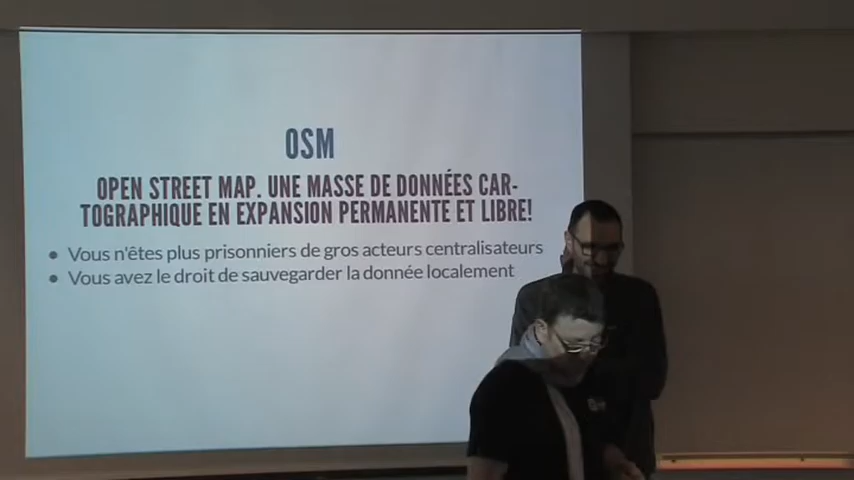 OSM
OPEN STREET MAP. UNE MASSE DE DONNÉES CAR-
TOGRAPHIQUE EN EXPANSION PERMANENTE ET LIBRE!
• Vous n'êtes plus prisonniers de gros acteurs centralisateurs
• Vous avez le droit de sauvegarder la donnée localement